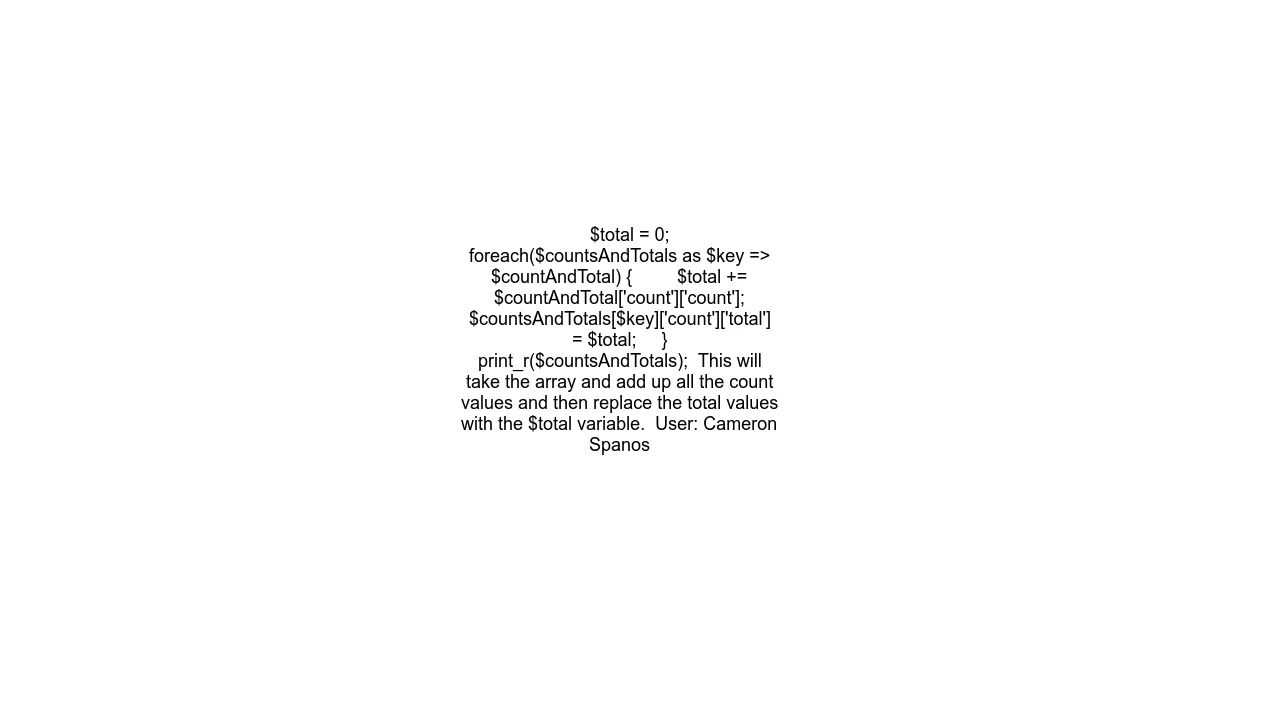 $total = 0;
foreach($countsAndTotals as $key =>
$countAndTotal) {         $total +=
$countAndTotal['count']['count'];
$countsAndTotals[$key]['count']['total']
= $total;     }
print_r($countsAndTotals);  This will
take the array and add up all the count
values and then replace the total values
with the $total variable.  User: Cameron
Spanos